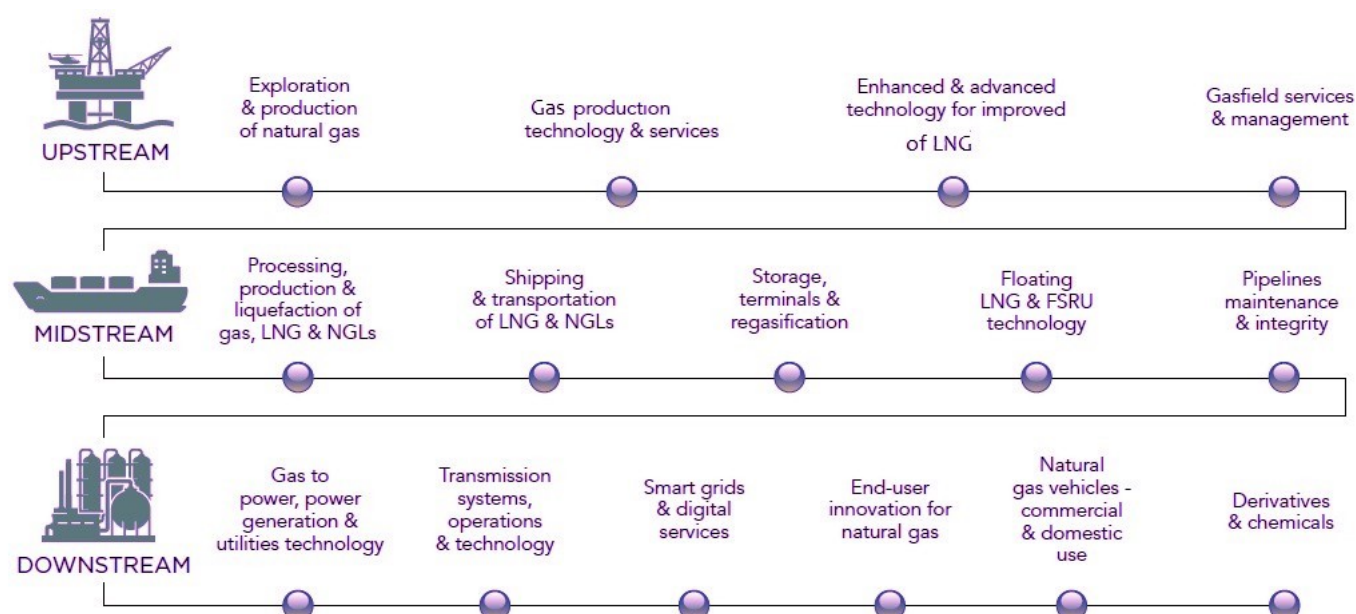 UPSTREAM
Exploration
& production
of natural gas
Gas production
technology & services
Enhanced & advanced
technology for improved
of LNG
Gasfield services
& management
MIDSTREAM
Processing,
production &
liquefaction of
gas, LNG & NGLs
Shipping
& transportation
of LNG & NGLs
Storage,
terminals &
regasification
Floating
LNG & FSRU
technology
Pipelines
maintenance
& integrity
DOWNSTREAM
Gas to
power, power
generation &
utilities technology
Transmission
systems,
operations
& technology
Smart grids
& digital
services
End-user
innovation for
natural gas
Natural
gas vehicles -
commercial
& domestic
use
Derivatives
& chemicals